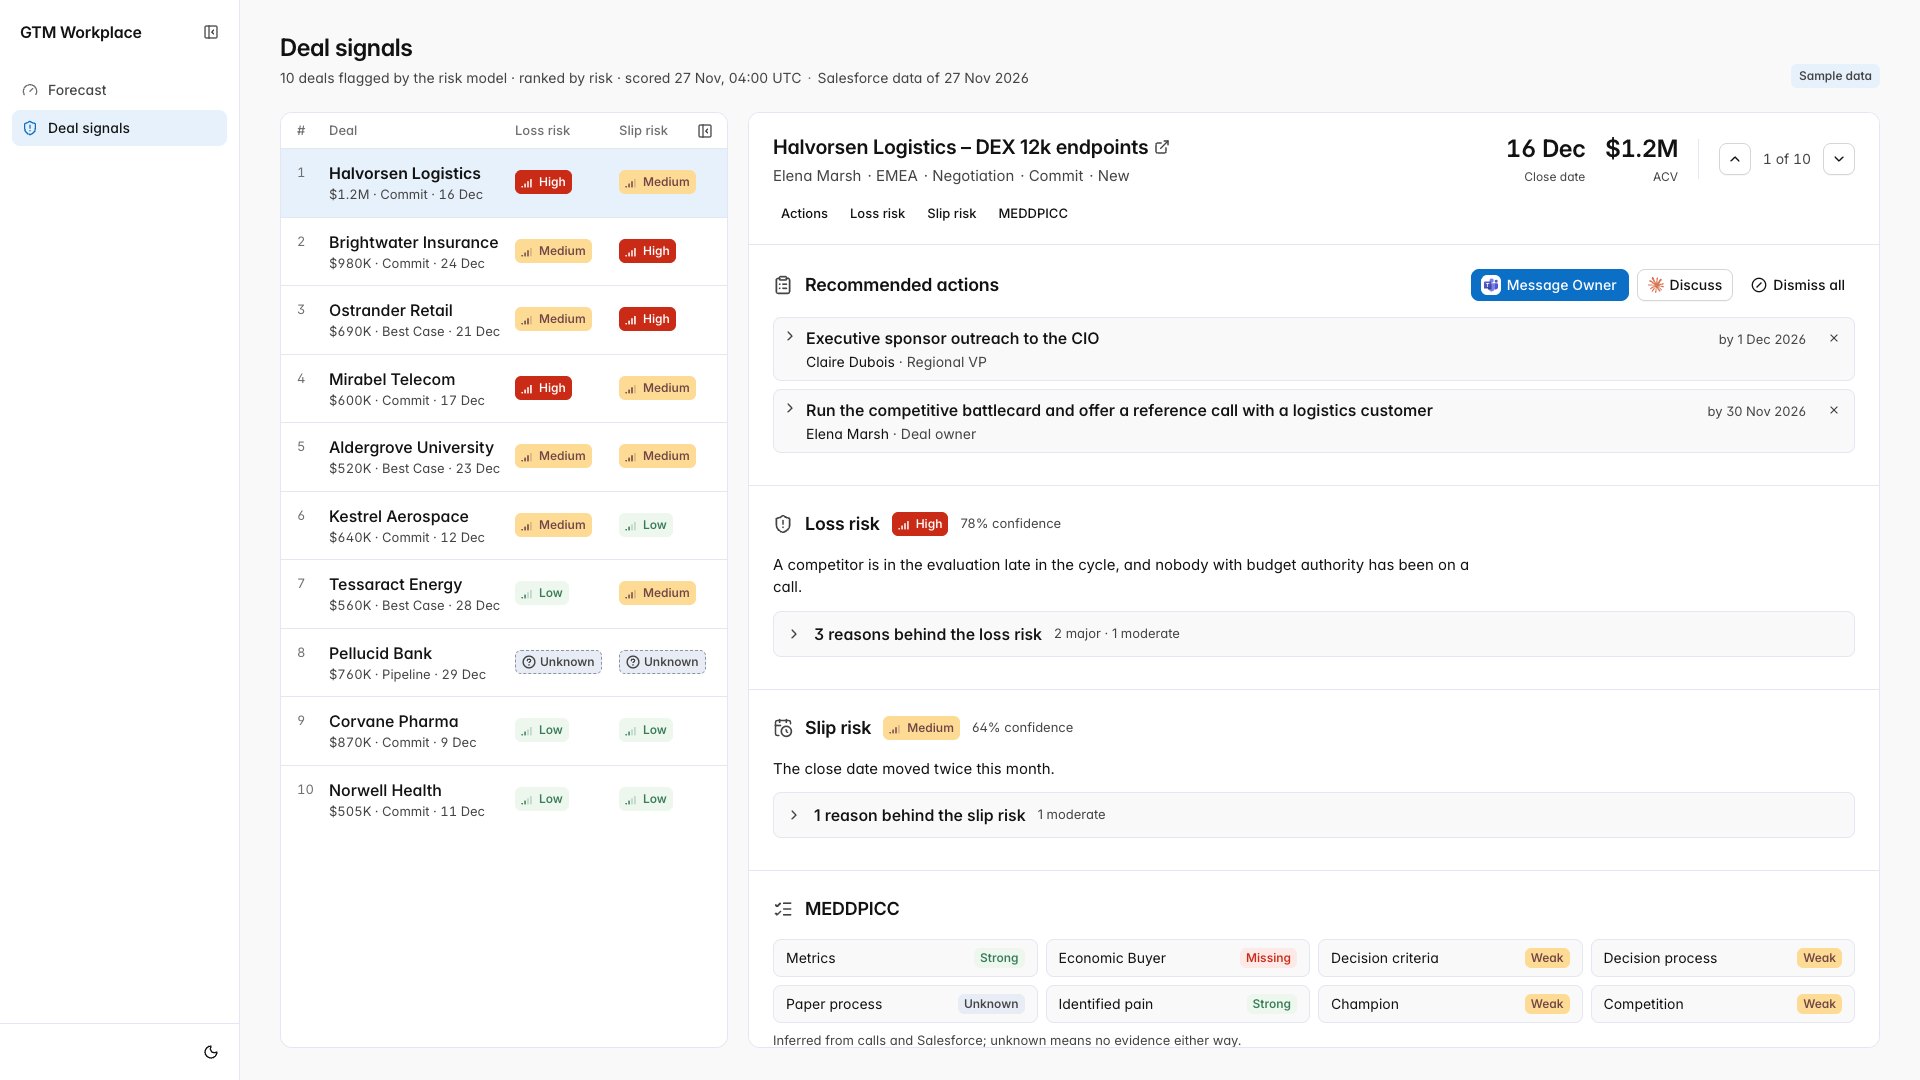 GTM Workplace
Forecast
Deal signals
Deal signals
10 deals flagged by the risk model · ranked by risk · scored 27 Nov, 04:00 UTC · Salesforce data of 27 Nov 2026
Sample data
# Deal Loss risk Slip risk
1 Halvorsen Logistics High Medium
$1.2M · Commit · 16 Dec
2 Brightwater Insurance Medium High
$980K · Commit · 24 Dec
3 Ostrander Retail Medium High
$690K · Best Case · 21 Dec
4 Mirabel Telecom High Medium
$600K · Commit · 17 Dec
5 Aldergrove University Medium Medium
$520K · Best Case · 23 Dec
6 Kestrel Aerospace Medium Low
$640K · Commit · 12 Dec
7 Tessaract Energy Low Medium
$560K · Best Case · 28 Dec
8 Pellucid Bank Unknown Unknown
$760K · Pipeline · 29 Dec
9 Corvane Pharma Low Low
$870K · Commit · 9 Dec
10 Norwell Health Low Low
$505K · Commit · 11 Dec
Halvorsen Logistics – DEX 12k endpoints
Elena Marsh · EMEA · Negotiation · Commit · New
16 Dec $1.2M
Close date ACV
1 of 10
Actions Loss risk Slip risk MEDDPICC
Recommended actions
Message Owner Discuss Dismiss all
Executive sponsor outreach to the CIO by 1 Dec 2026
Claire Dubois · Regional VP
Run the competitive battlecard and offer a reference call with a logistics customer by 30 Nov 2026
Elena Marsh · Deal owner
Loss risk High 78% confidence
A competitor is in the evaluation late in the cycle, and nobody with budget authority has been on a
call.
3 reasons behind the loss risk 2 major · 1 moderate
Slip risk Medium 64% confidence
The close date moved twice this month.
1 reason behind the slip risk 1 moderate
MEDDPICC
Metrics Strong Economic Buyer Missing Decision criteria Weak Decision process Weak
Paper process Unknown Identified pain Strong Champion Weak Competition Weak
Inferred from calls and Salesforce; unknown means no evidence either way.